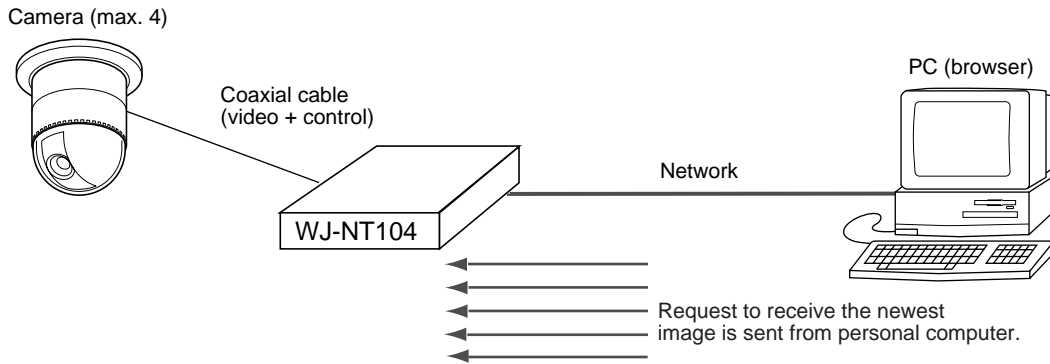 Camera (max. 4)
PC (browser)
Coaxial cable
(video + control)
Network
WJ-NT104
Request to receive the newest
image is sent from personal computer.